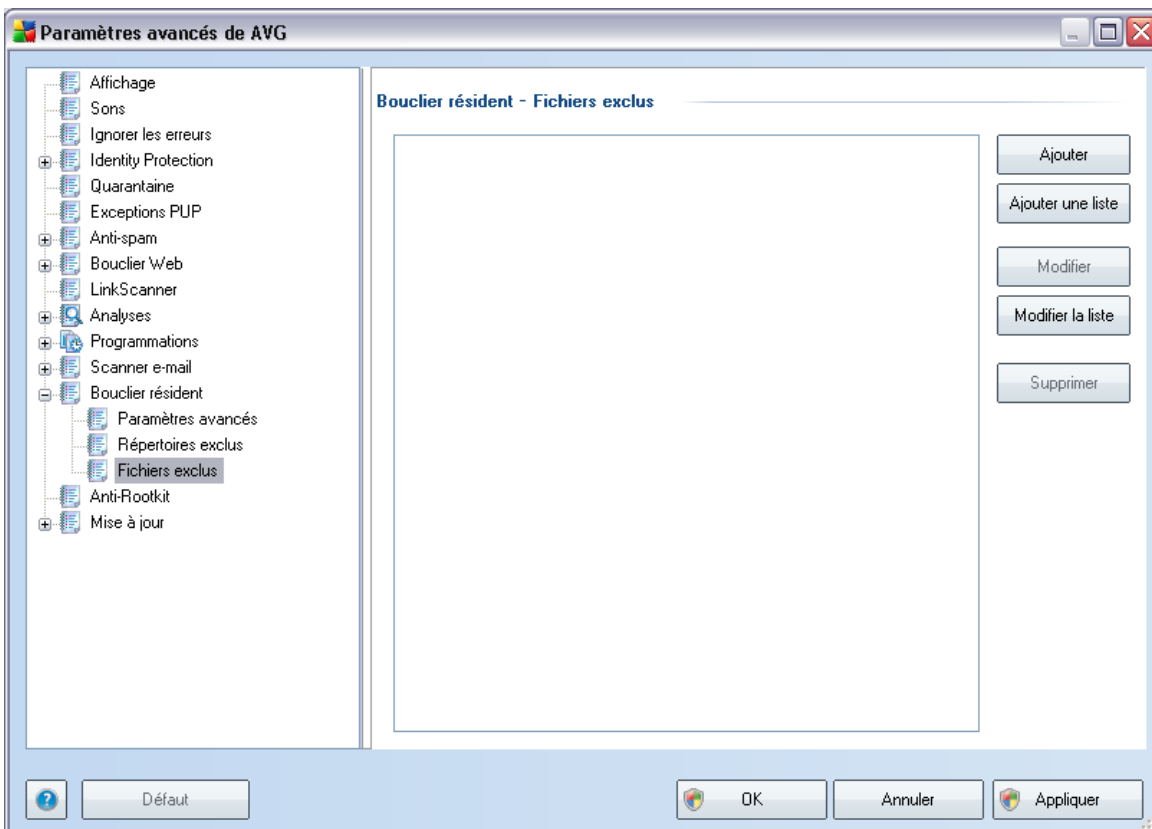 Paramètres avancés de AVG
Affichage
Sons
Ignorer les erreurs
Identity Protection
Quarantaine
Exceptions PUP
Anti-spam
Bouclier Web
LinkScanner
Analyses
Programmations
Scanner e-mail
Bouclier résident
Paramètres avancés
Répertoires exclus
Fichiers exclus
Anti-Rootkit
Mise à jour
Bouclier résident - Fichiers exclus
Ajouter
Ajouter une liste
Modifier
Modifier la liste
Supprimer
Défaut
OK
Annuler
Appliquer